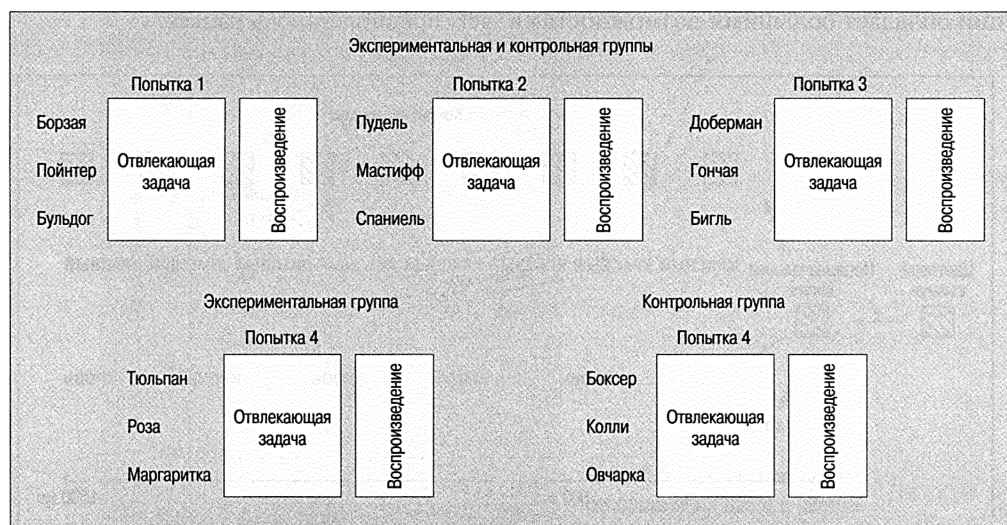 Экспериментальная и контрольная группы
Попытка 1
Борзая
Пойнтер
Бульдог
Отвлекающая
задача
Воспроизведение
Попытка 2
Пудель
Мастифф
Спаниель
Отвлекающая
задача
Воспроизведение
Попытка 3
Доберман
Гончая
Бигль
Отвлекающая
задача
Воспроизведение
Экспериментальная группа
Попытка 4
Тюльпан
Роза
Маргаритка
Отвлекающая
задача
Воспроизведение
Контрольная группа
Попытка 4
Боксер
Колли
Овчарка
Отвлекающая
задача
Воспроизведение